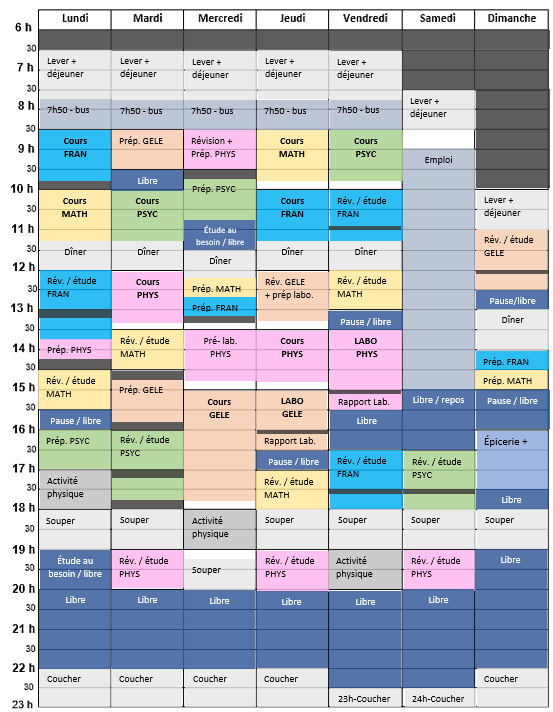 Lundi Mardi Mercredi Jeudi Vendredi Samedi Dimanche
6 h
30
7 h
Lever + Lever + Lever + Lever + Lever +
déjeuner déjeuner déjeuner déjeuner déjeuner
30
8 h
7h50 - bus 7h50 - bus 7h50 - bus 7h50 - bus 7h50 - bus
Lever +
déjeuner
30
9 h
Cours Prép. GELE Révision + Cours Cours
FRAN Prép. PHYS MATH PSYC
Emploi
30
Libre
10 h
Prép. PSYC
Cours Cours Cours Rév. / étude Lever +
MATH PSYC FRAN FRAN déjeuner
30
11 h
Étude au
besoin / libre
Rév. / étude
GELE
30
Dîner Dîner Dîner Dîner Dîner
12 h
Rév. / étude Cours Prép. MATH Rév. GELE Rév. / étude
FRAN PHYS + prép labo. MATH
30
Pause/libre
13 h
Prép. FRAN
Pause / libre
Dîner
30
14 h
Prép. PHYS
Rév. / étude Pré- lab. Cours LABO
MATH PHYS PHYS PHYS
Prép. FRAN
30
15 h
Rév. / étude Prép. GELE
MATH
Prép. MATH
30
Cours LABO Rapport Lab. Libre / repos Pause / libre
GELE GELE
16 h
Pause / libre Libre
30
Prép. PSYC Rév. / étude Rapport Lab. Épicerie +
PSYC
17 h
Pause / libre Rév. / étude Rév. / étude
FRAN PSYC
30
Activité Rév. / étude
physique MATH
Libre
18 h
Souper Souper Activité Souper Souper Souper Souper
physique
30
19 h
Étude au Rév. / étude Souper Rév. / étude Activité Rév. / étude Libre
besoin / libre PHYS PHYS physique PHYS
30
20 h
Libre Libre Libre Libre Libre Libre
30
21 h
30
22 h
Coucher Coucher Coucher Coucher Coucher
30
23h-Coucher 24h-Coucher
23 h